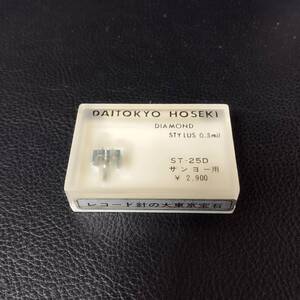 DAITOKYO HOSEKI
DIAMOND
STYLUS 0.5mil
ST-25D
サンヨー用
¥ 2,900
レコード針の大東京宝石